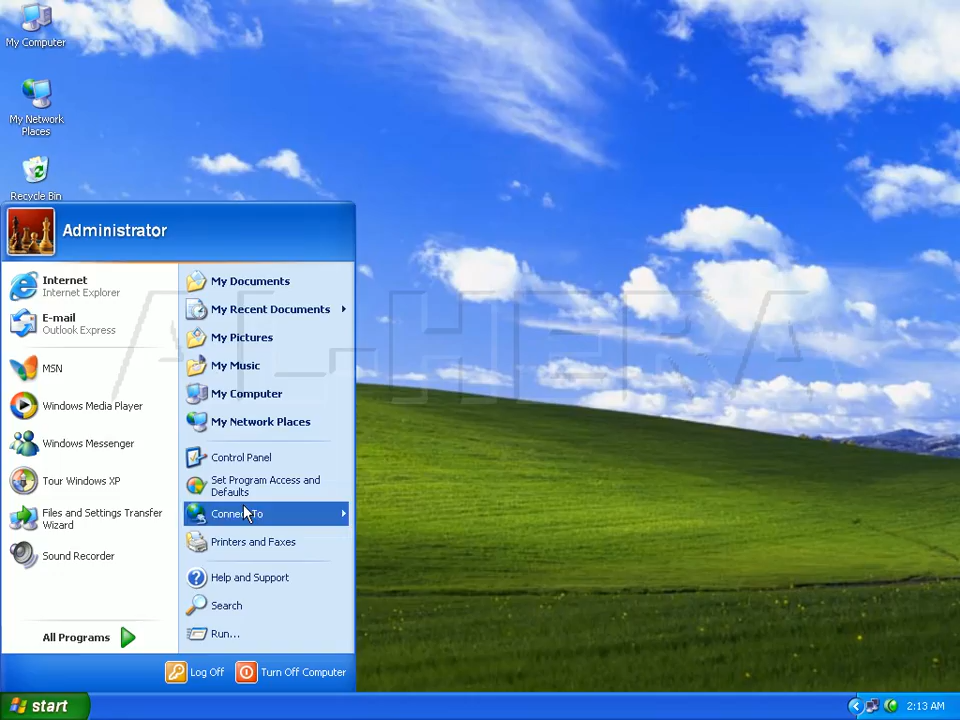 My Computer
My Network
Places
Recycle Bin
Administrator
Internet
Internet Explorer
E-mail
Outlook Express
MSN
Windows Media Player
Windows Messenger
Tour Windows XP
Files and Settings Transfer
Wizard
Sound Recorder
All Programs
My Documents
My Recent Documents
My Pictures
My Music
My Computer
My Network Places
Control Panel
Set Program Access and
Defaults
Connect To
Printers and Faxes
Help and Support
Search
Run...
Log Off
Turn Off Computer
AL-HERA
start
2:13 AM